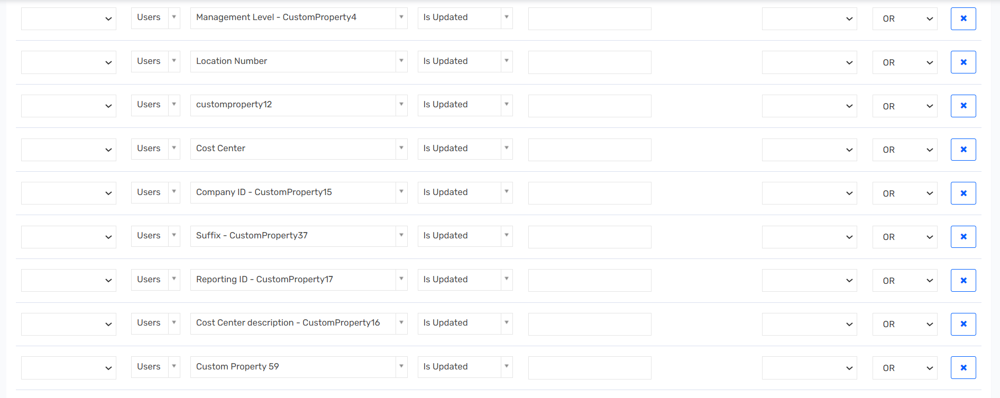 Users Management Level - CustomProperty4 Is Updated OR
Users Location Number Is Updated OR
Users customproperty12 Is Updated OR
Users Cost Center Is Updated OR
Users Company ID - CustomProperty15 Is Updated OR
Users Suffix - CustomProperty37 Is Updated OR
Users Reporting ID - CustomProperty17 Is Updated OR
Users Cost Center description - CustomProperty16 Is Updated OR
Users Custom Property 59 Is Updated OR